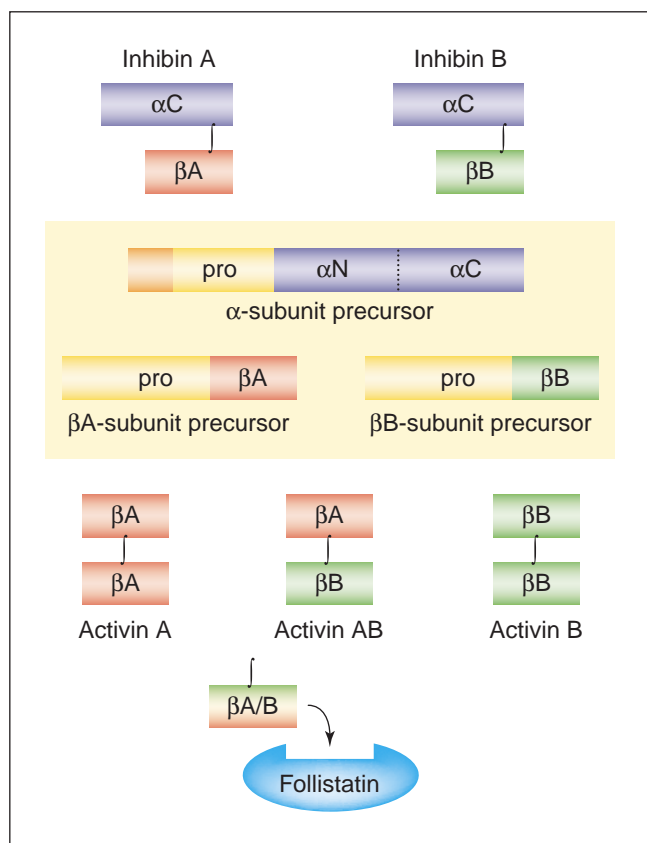 Inhibin A
Inhibin B
αC
αC
βA
βB
pro
αN
αC
α-subunit precursor
pro
βA
pro
βB
βA-subunit precursor
βB-subunit precursor
βA
βA
βB
βA
βB
βB
Activin A
Activin AB
Activin B
βA/B
Follistatin